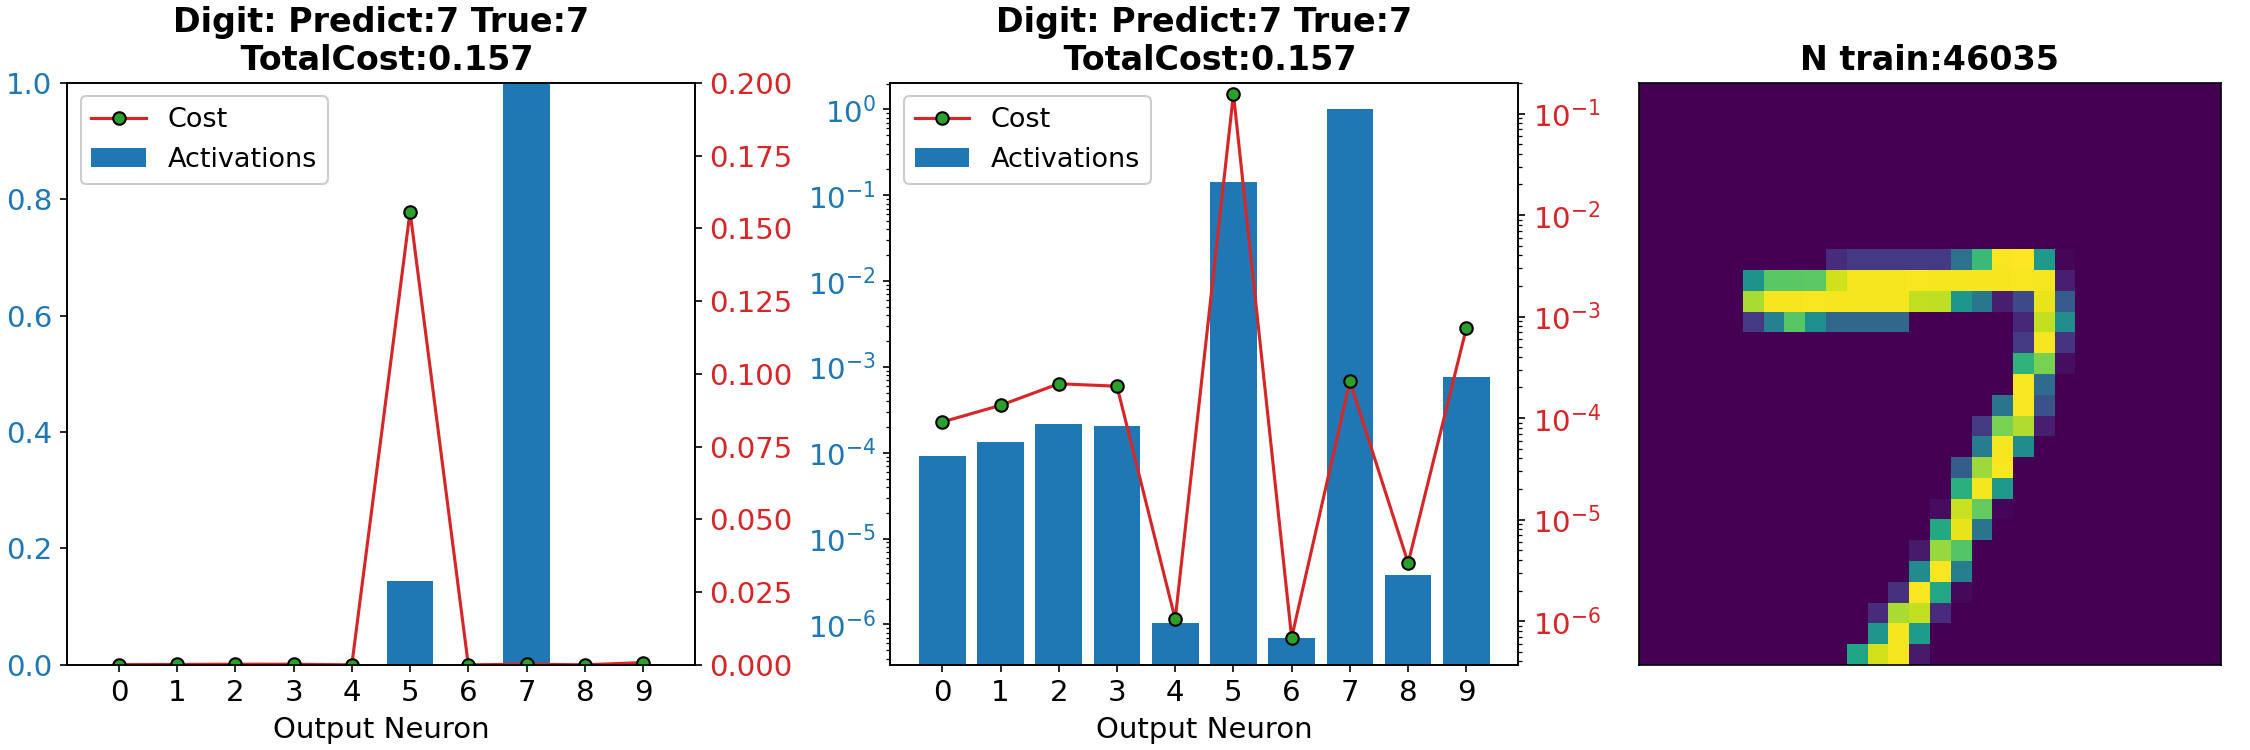 Digit: Predict:7 True:7
TotalCost:0.157
1.0
0.8
0.6
0.4
0.2
0.0
Cost
Activations
0.200
0.175
0.150
0.125
0.100
0.075
0.050
0.025
0.000
0 1 2 3 4 5 6 7 8 9
Output Neuron
Digit: Predict:7 True:7
TotalCost:0.157
10⁰
10⁻¹
10⁻²
10⁻³
10⁻⁴
10⁻⁵
10⁻⁶
Cost
Activations
10⁻¹
10⁻²
10⁻³
10⁻⁴
10⁻⁵
10⁻⁶
0 1 2 3 4 5 6 7 8 9
Output Neuron
N train:46035
7